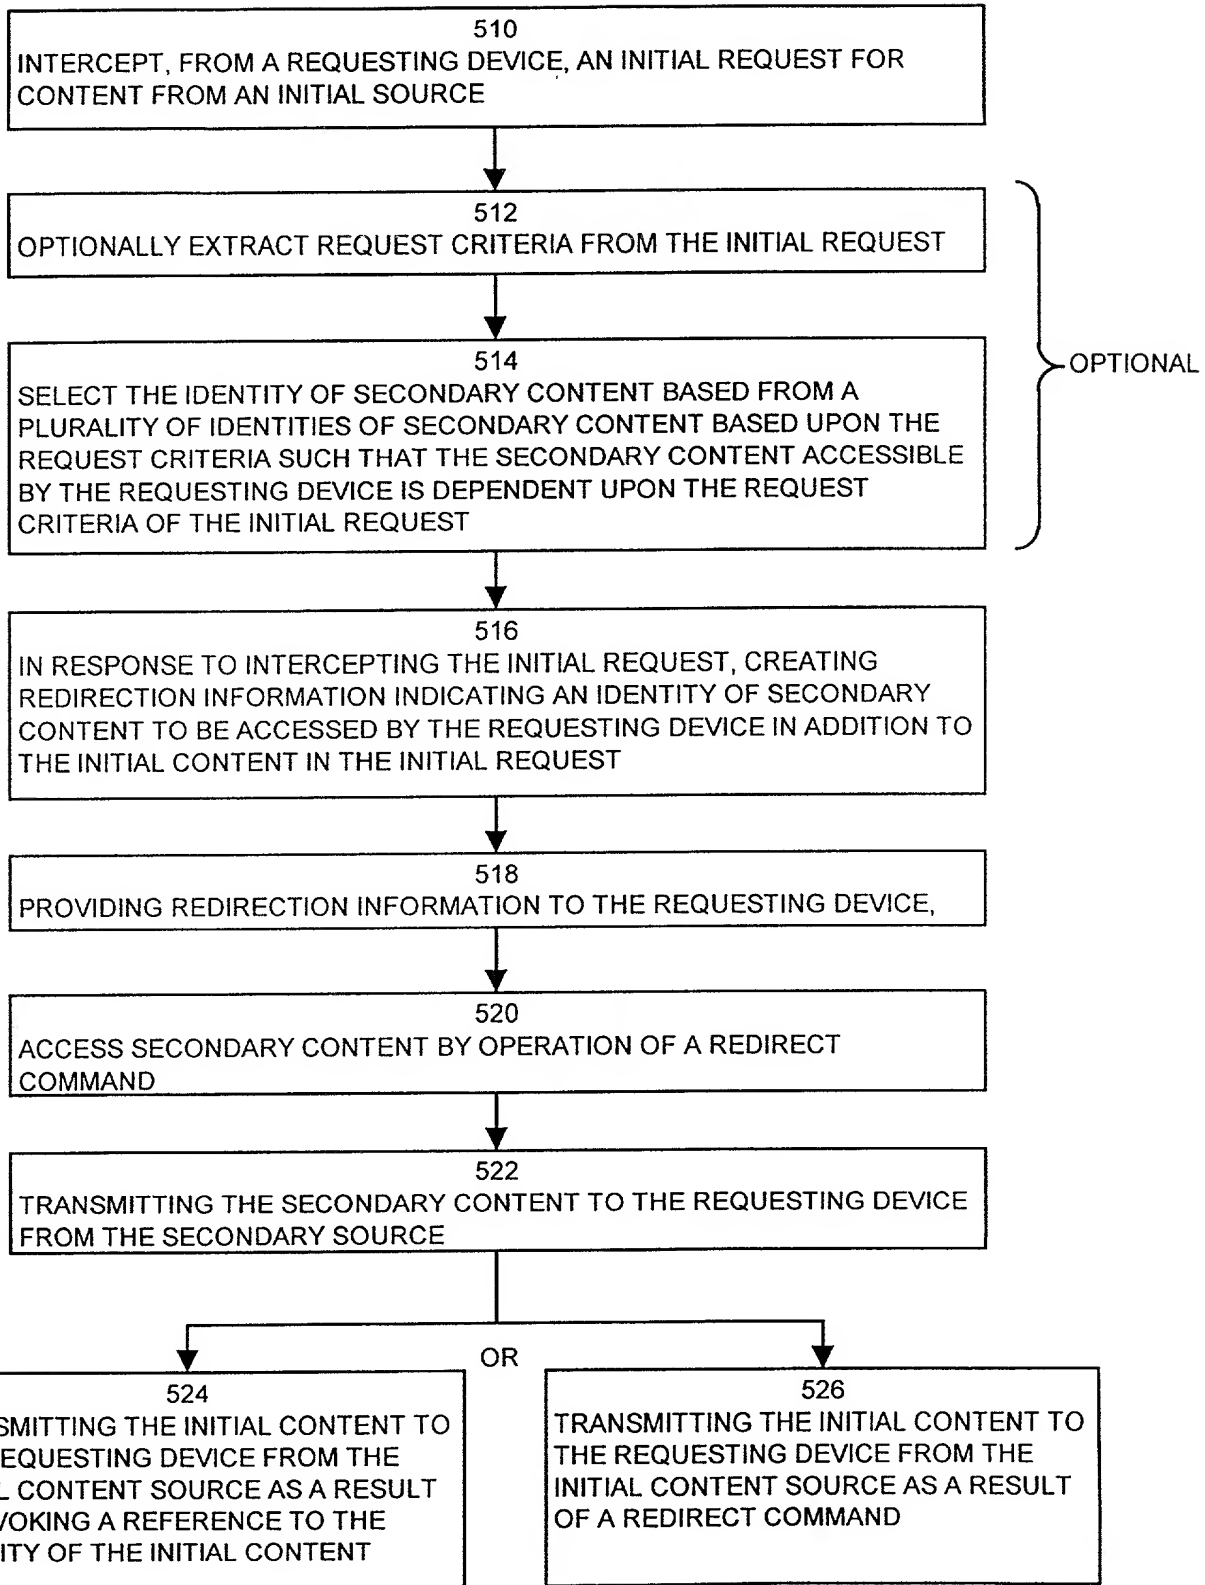 510
INTERCEPT, FROM A REQUESTING DEVICE, AN INITIAL REQUEST FOR
CONTENT FROM AN INITIAL SOURCE
512
OPTIONALLY EXTRACT REQUEST CRITERIA FROM THE INITIAL REQUEST
514
SELECT THE IDENTITY OF SECONDARY CONTENT BASED FROM A
PLURALITY OF IDENTITIES OF SECONDARY CONTENT BASED UPON THE
REQUEST CRITERIA SUCH THAT THE SECONDARY CONTENT ACCESSIBLE
BY THE REQUESTING DEVICE IS DEPENDENT UPON THE REQUEST
CRITERIA OF THE INITIAL REQUEST
OPTIONAL
516
IN RESPONSE TO INTERCEPTING THE INITIAL REQUEST, CREATING
REDIRECTION INFORMATION INDICATING AN IDENTITY OF SECONDARY
CONTENT TO BE ACCESSED BY THE REQUESTING DEVICE IN ADDITION TO
THE INITIAL CONTENT IN THE INITIAL REQUEST
518
PROVIDING REDIRECTION INFORMATION TO THE REQUESTING DEVICE,
520
ACCESS SECONDARY CONTENT BY OPERATION OF A REDIRECT
COMMAND
522
TRANSMITTING THE SECONDARY CONTENT TO THE REQUESTING DEVICE
FROM THE SECONDARY SOURCE
OR
524
SMITTING THE INITIAL CONTENT TO
EQUESTING DEVICE FROM THE
L CONTENT SOURCE AS A RESULT
VOKING A REFERENCE TO THE
ITY OF THE INITIAL CONTENT
526
TRANSMITTING THE INITIAL CONTENT TO
THE REQUESTING DEVICE FROM THE
INITIAL CONTENT SOURCE AS A RESULT
OF A REDIRECT COMMAND